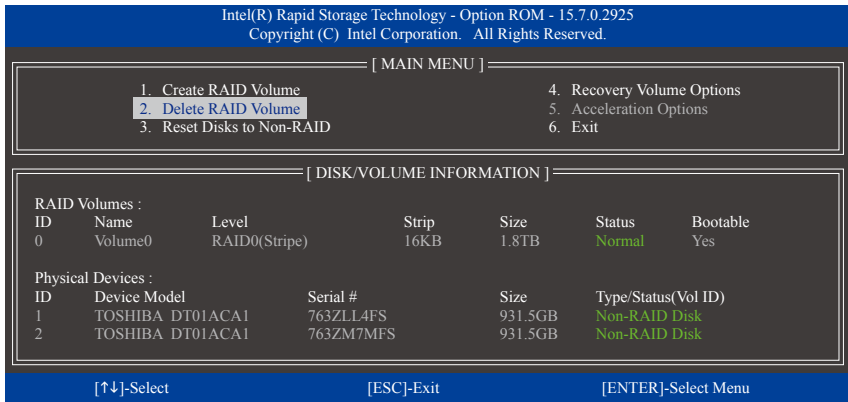 Intel(R) Rapid Storage Technology - Option ROM - 15.7.0.2925
Copyright (C) Intel Corporation. All Rights Reserved.
[ MAIN MENU ]
1. Create RAID Volume
2. Delete RAID Volume
3. Reset Disks to Non-RAID
4. Recovery Volume Options
5. Acceleration Options
6. Exit
[ DISK/VOLUME INFORMATION ]
RAID Volumes :
ID Name Level Strip Size Status Bootable
0 Volume0 RAID0(Stripe) 16KB 1.8TB Normal Yes
Physical Devices :
ID Device Model Serial # Size Type/Status(Vol ID)
1 TOSHIBA DT01ACA1 763ZLL4FS 931.5GB Non-RAID Disk
2 TOSHIBA DT01ACA1 763ZM7MFS 931.5GB Non-RAID Disk
[↑↓]-Select [ESC]-Exit [ENTER]-Select Menu